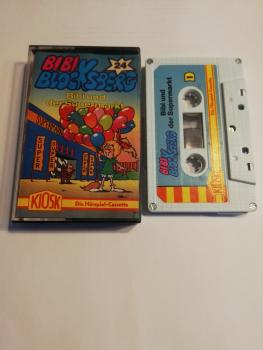 BIBI
BLOCKSBERG
24
Bibi und
der Supermarkt
SUPER
KIOSK
Die Hörspiel-Cassette
BIBI
BLOCKSBERG
Bibi und
der Supermarkt
1
KIOSK